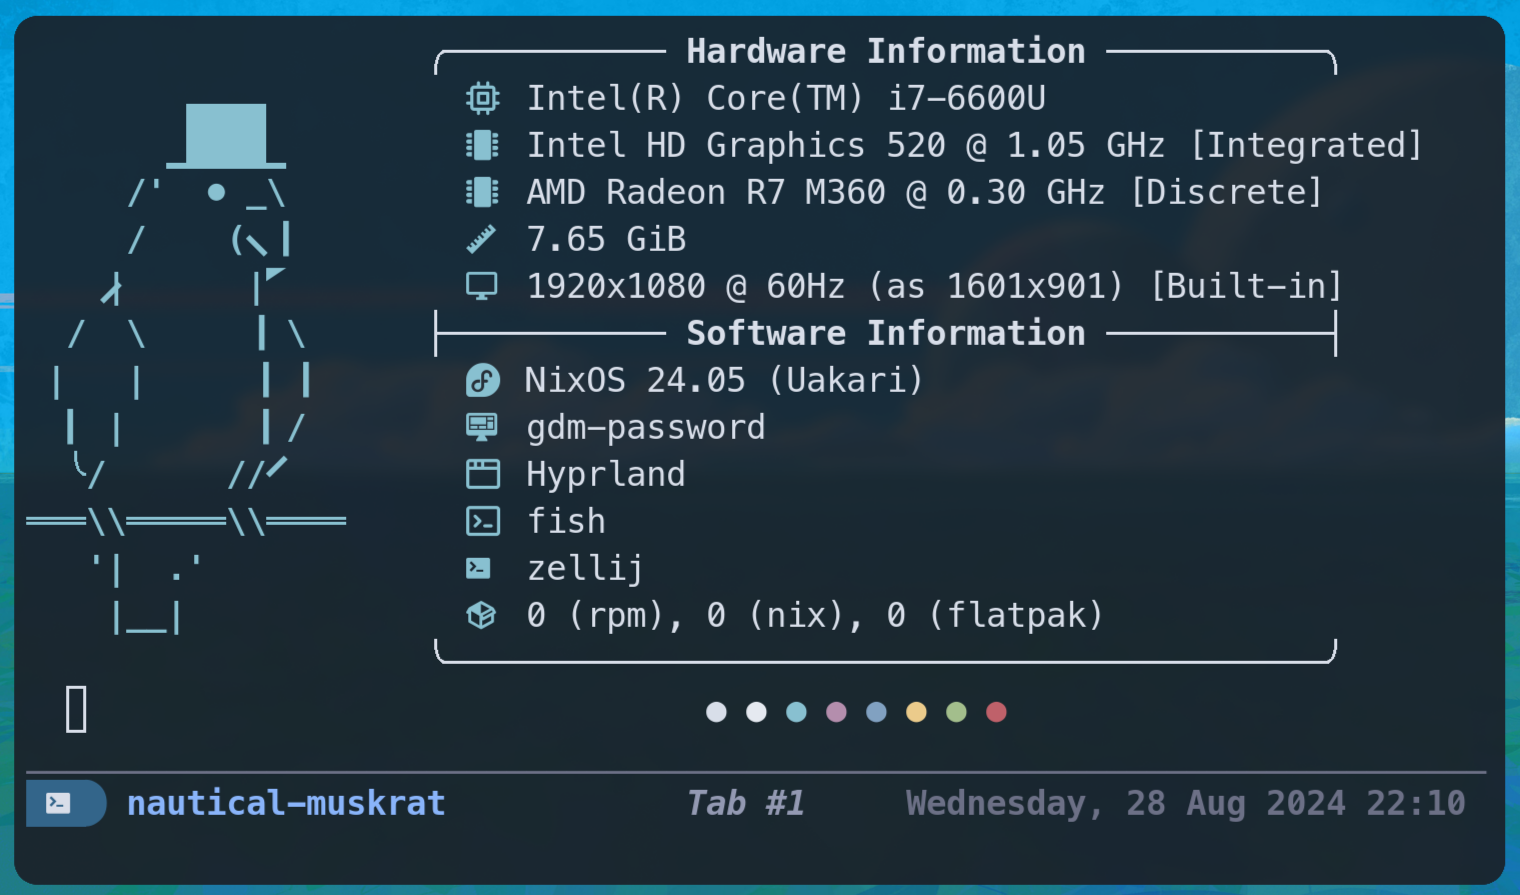 Hardware Information
Intel(R) Core(TM) i7-6600U
Intel HD Graphics 520 @ 1.05 GHz [Integrated]
AMD Radeon R7 M360 @ 0.30 GHz [Discrete]
7.65 GiB
1920x1080 @ 60Hz (as 1601x901) [Built-in]
Software Information
NixOS 24.05 (Uakari)
gdm-password
Hyprland
fish
zellij
0 (rpm), 0 (nix), 0 (flatpak)
nautical-muskrat Tab #1 Wednesday, 28 Aug 2024 22:10